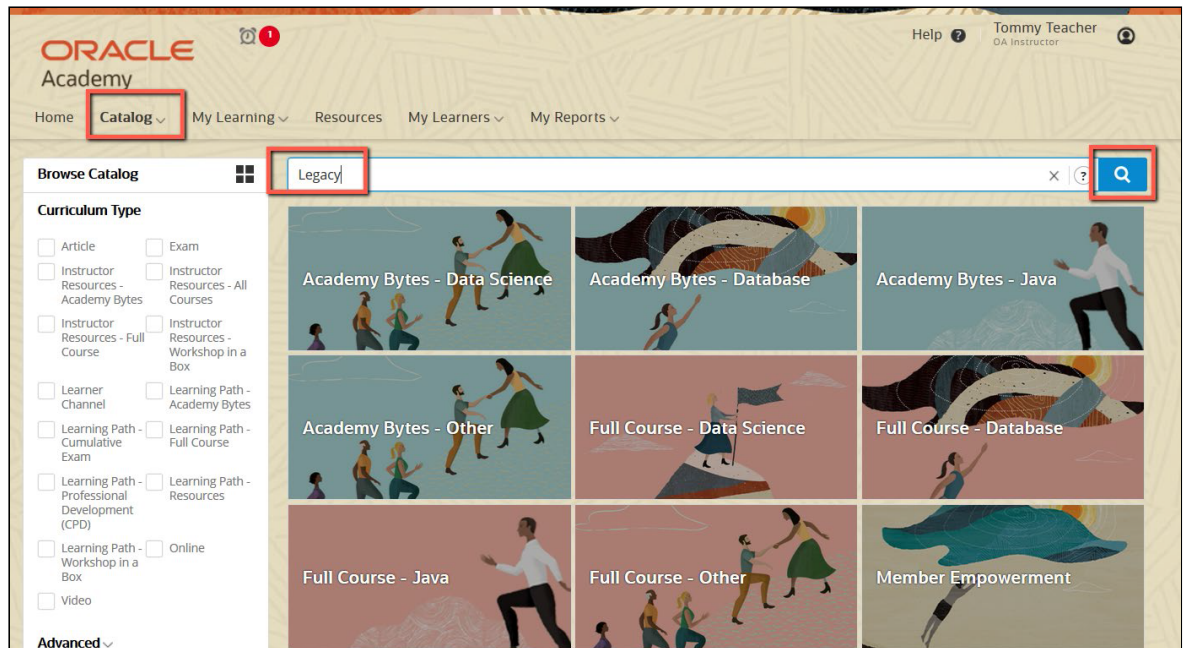 ORACLE
Academy
1
Help ?
Tommy Teacher
OA Instructor
Home Catalog My Learning Resources My Learners My Reports
Browse Catalog
Legacy
?
Curriculum Type
Article
Exam
Instructor
Resources -
Academy Bytes
Instructor
Resources - All
Courses
Instructor
Resources - Full
Course
Instructor
Resources -
Workshop in a
Box
Learner
Channel
Learning Path -
Academy Bytes
Learning Path -
Cumulative
Exam
Learning Path -
Full Course
Learning Path -
Professional
Development
(CPD)
Learning Path -
Resources
Learning Path -
Workshop in a
Box
Online
Video
Advanced
Academy Bytes - Data Science
Academy Bytes - Database
Academy Bytes - Java
Academy Bytes - Other
Full Course - Data Science
Full Course - Database
Full Course - Java
Full Course - Other
Member Empowerment